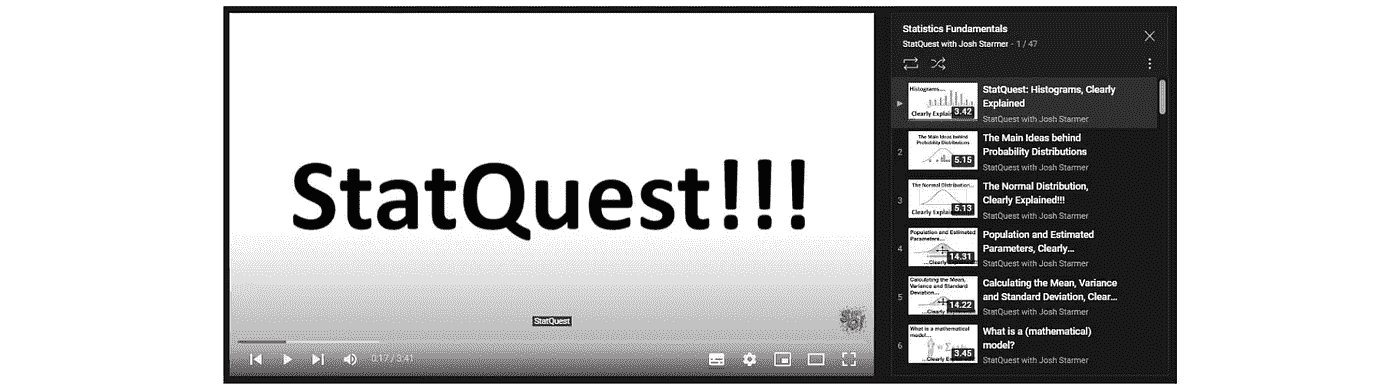 StatQuest!!!
StatQuest
0:17 / 3:41
Statistics Fundamentals
StatQuest with Josh Starmer - 1 / 47
Histograms...
Clearly Explained
3.42
StatQuest: Histograms, Clearly
Explained
StatQuest with Josh Starmer
2
The Main Ideas behind
Probability Distributions
5.15
The Main Ideas behind
Probability Distributions
StatQuest with Josh Starmer
3
The Normal Distribution...
5.13
The Normal Distribution,
Clearly Explained!!!
StatQuest with Josh Starmer
4
Population and Estimated
Parameters...
14.31
Population and Estimated
Parameters, Clearly...
StatQuest with Josh Starmer
5
Calculating the Mean,
Variance and Standard
Deviation...
14.22
Calculating the Mean, Variance
and Standard Deviation, Clear...
StatQuest with Josh Starmer
6
What is a mathematical
model?
3.45
What is a (mathematical)
model?
StatQuest with Josh Starmer